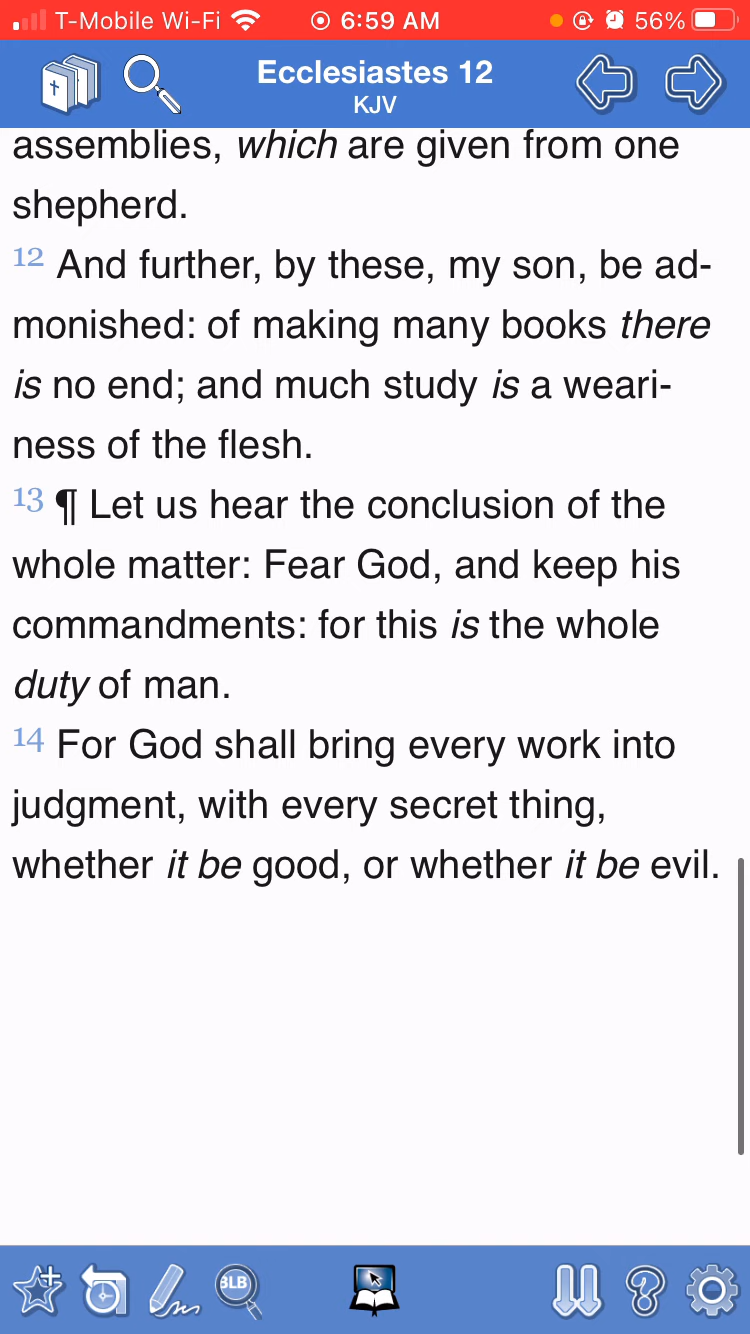 T-Mobile Wi-Fi 6:59 AM 56%
Ecclesiastes 12
KJV
assemblies, which are given from one
shepherd.
12 And further, by these, my son, be ad-
monished: of making many books there
is no end; and much study is a weari-
ness of the flesh.
13 ¶ Let us hear the conclusion of the
whole matter: Fear God, and keep his
commandments: for this is the whole
duty of man.
14 For God shall bring every work into
judgment, with every secret thing,
whether it be good, or whether it be evil.
BLB